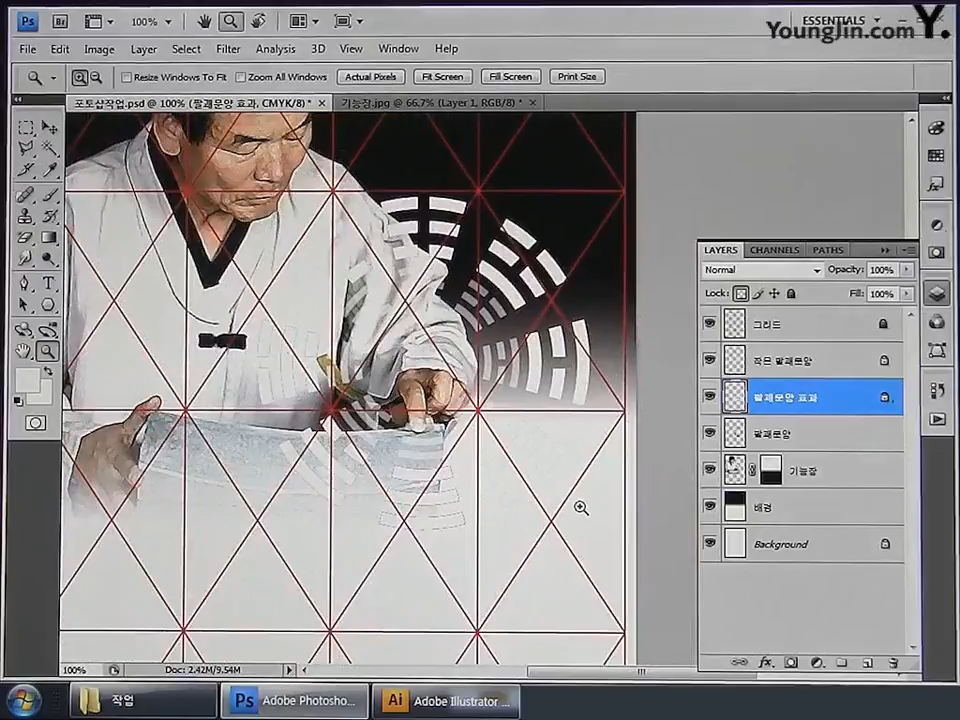 Ps
Br
100%
ESSENTIALS
YoungJin.com Y.
File Edit Image Layer Select Filter Analysis 3D View Window Help
Resize Windows To Fit
Zoom All Windows
Actual Pixels
Fit Screen
Fill Screen
Print Size
포토샵작업.psd @ 100% (팔괘문양 효과, CMYK/8) *
기능장.jpg @ 66.7% (Layer 1, RGB/8) *
LAYERS CHANNELS PATHS
Normal
Opacity: 100%
Lock:
Fill: 100%
그리드
작은 팔괘문양
팔괘문양 효과
팔괘문양
기능장
배경
Background
fx
100%
Doc: 2.42M/9.54M
작업
Ps Adobe Photosho...
Ai Adobe Illustrator ...